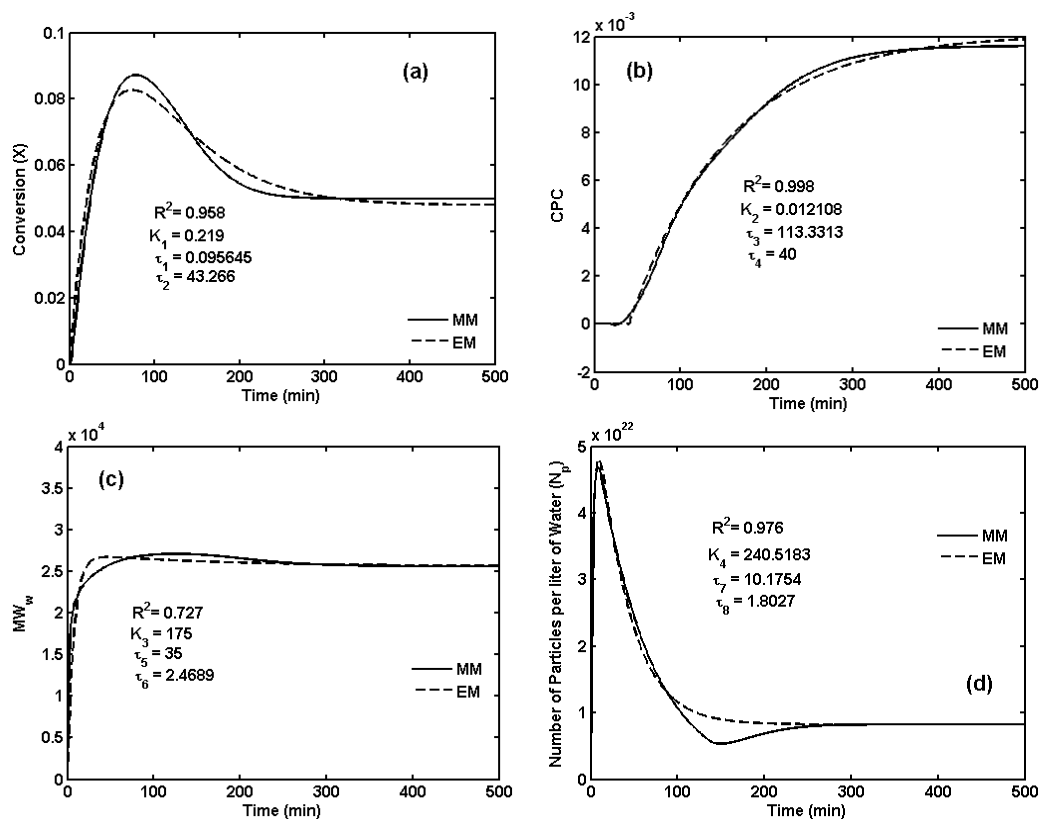 (a)
0.1
0.08
0.06
0.04
0.02
0
Conversion (X)
R² = 0.958
K₁ = 0.219
τ₁ = 0.095645
τ₂ = 43.266
MM
EM
0 100 200 300 400 500
Time (min)
x 10⁻³
(b)
12
10
8
6
4
2
0
-2
CPC
R² = 0.998
K₂ = 0.012108
τ₃ = 113.3313
τ₄ = 40
MM
EM
0 100 200 300 400 500
Time (min)
x 10⁴
(c)
4
3.5
3
2.5
2
1.5
1
0.5
0
MW_w
R² = 0.727
K₃ = 175
τ₅ = 35
τ₆ = 2.4689
MM
EM
0 100 200 300 400 500
Time (min)
x 10²²
5
4
3
2
1
0
Number of Particles per liter of Water (Nₚ)
R² = 0.976
K₄ = 240.5183
τ₇ = 10.1754
τ₈ = 1.8027
MM
EM
(d)
0 100 200 300 400 500
Time (min)